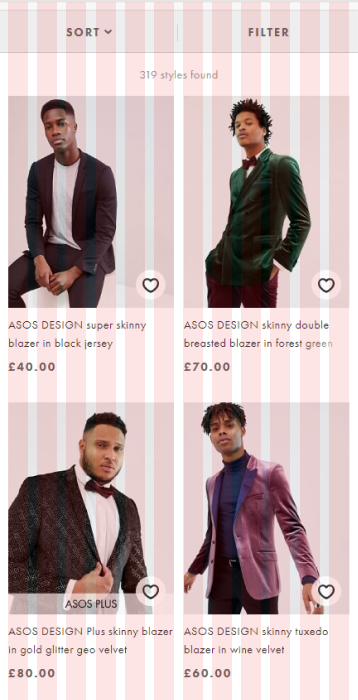 SORT
FILTER
319 styles found
ASOS DESIGN super skinny
blazer in black jersey
£40.00
ASOS DESIGN skinny double
breasted blazer in forest green
£70.00
ASOS PLUS
ASOS DESIGN Plus skinny blazer
in gold glitter geo velvet
£80.00
ASOS DESIGN skinny tuxedo
blazer in wine velvet
£60.00